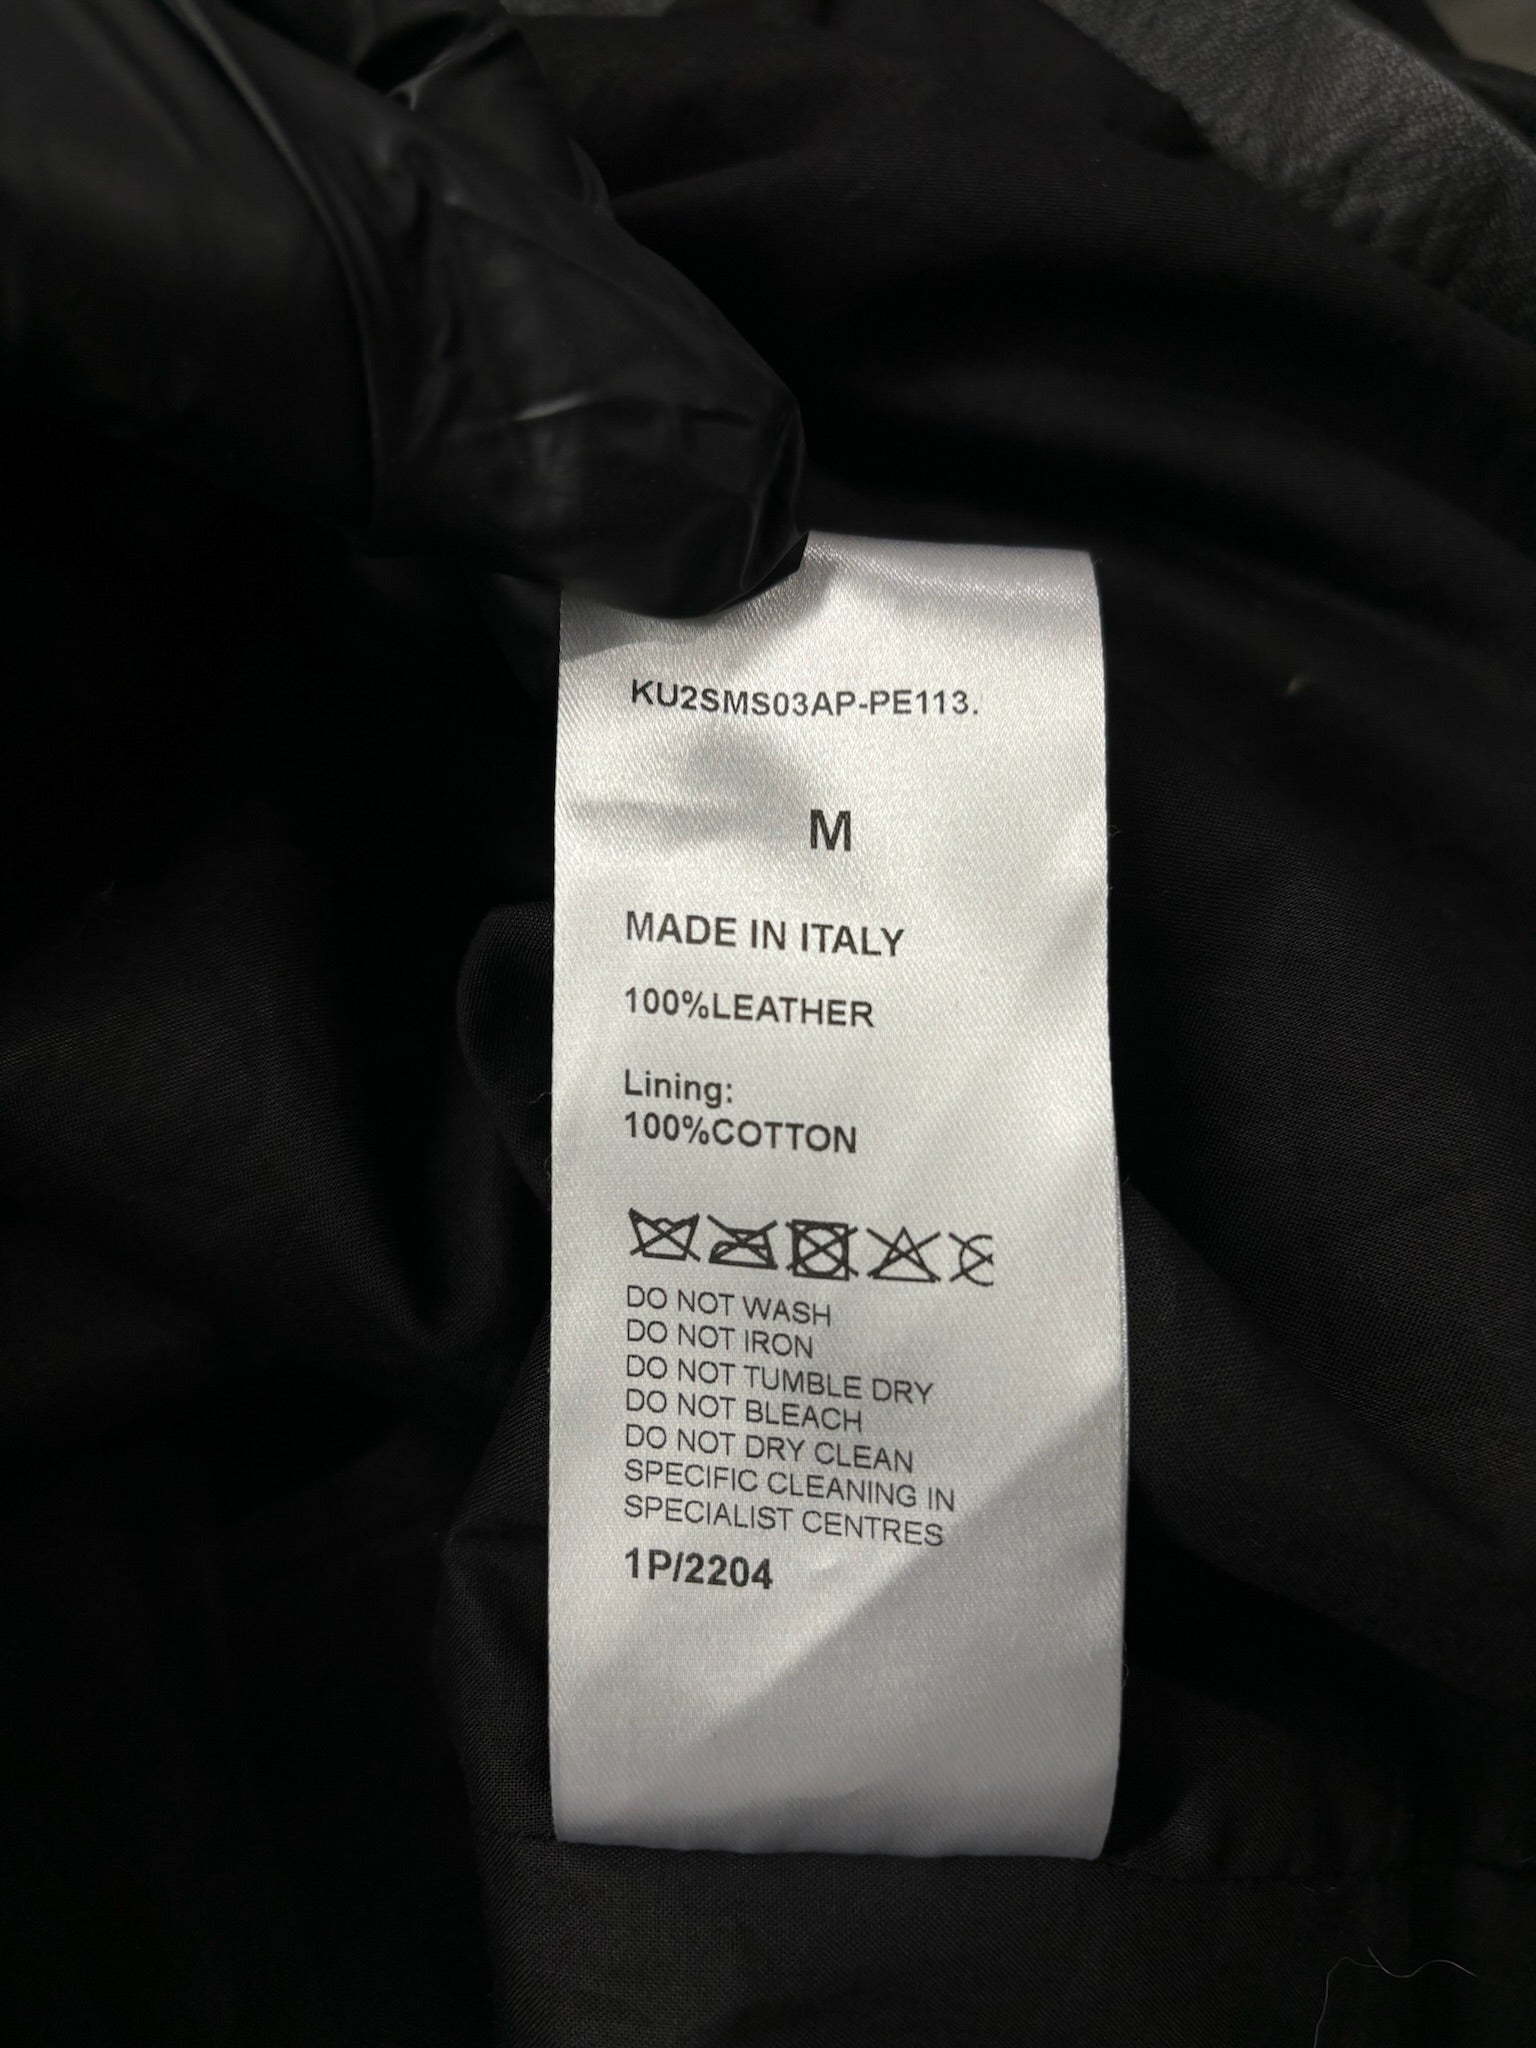 KU2SMS03AP-PE113.
M
MADE IN ITALY
100%LEATHER
Lining:
100%COTTON
DO NOT WASH
DO NOT IRON
DO NOT TUMBLE DRY
DO NOT BLEACH
DO NOT DRY CLEAN
SPECIFIC CLEANING IN
SPECIALIST CENTRES
1P/2204